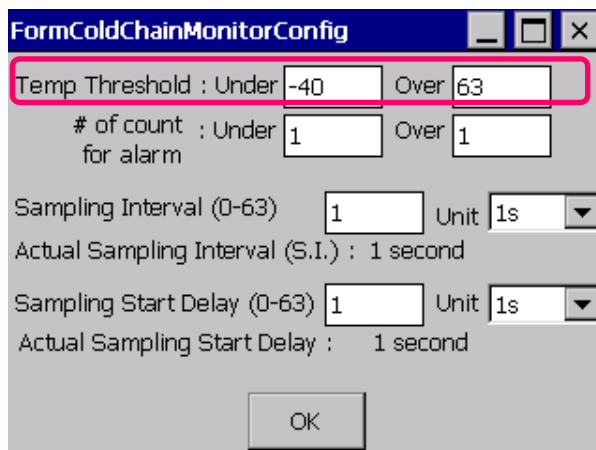 FormColdChainMonitorConfig
Temp Threshold : Under -40 Over 63
# of count for alarm : Under 1 Over 1
Sampling Interval (0-63) 1 Unit 1s
Actual Sampling Interval (S.I.) : 1 second
Sampling Start Delay (0-63) 1 Unit 1s
Actual Sampling Start Delay : 1 second
OK